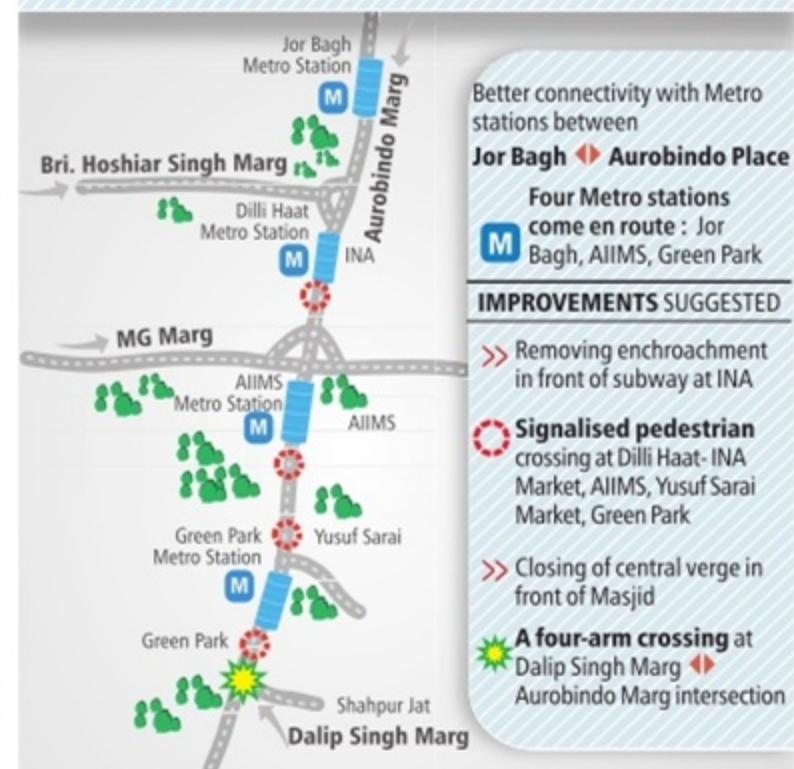 Jor Bagh
Metro Station
M
Aurobindo Marg
Bri. Hoshiar Singh Marg
Dilli Haat
Metro Station
M
INA
MG Marg
AIIMS
Metro Station
M
AIIMS
Green Park
Metro Station
Yusuf Sarai
M
Green Park
Shahpur Jat
Dalip Singh Marg
Better connectivity with Metro
stations between
Jor Bagh Aurobindo Place
M
Four Metro stations
come en route : Jor
Bagh, AIIMS, Green Park
IMPROVEMENTS SUGGESTED
Removing enchroachment
in front of subway at INA
Signalised pedestrian
crossing at Dilli Haat- INA
Market, AIIMS, Yusuf Sarai
Market, Green Park
Closing of central verge in
front of Masjid
A four-arm crossing at
Dalip Singh Marg
Aurobindo Marg intersection